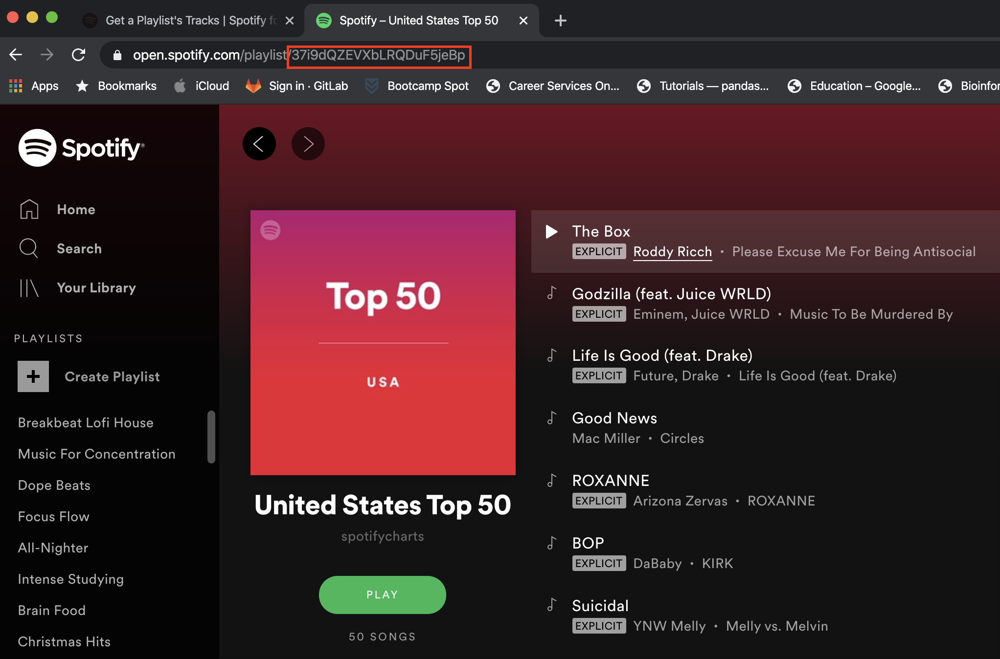 Get a Playlist's Tracks | Spotify fo
Spotify – United States Top 50
open.spotify.com/playlist/37i9dQZEVXbLRQDuF5jeBp
Apps
Bookmarks
iCloud
Sign in · GitLab
Bootcamp Spot
Career Services On...
Tutorials — pandas...
Education – Google...
Bioinfor
Spotify®
Home
Search
Your Library
PLAYLISTS
Create Playlist
Breakbeat Lofi House
Music For Concentration
Dope Beats
Focus Flow
All-Nighter
Intense Studying
Brain Food
Christmas Hits
Top 50
USA
United States Top 50
spotifycharts
PLAY
50 SONGS
The Box
EXPLICIT Roddy Ricch • Please Excuse Me For Being Antisocial
Godzilla (feat. Juice WRLD)
EXPLICIT Eminem, Juice WRLD • Music To Be Murdered By
Life Is Good (feat. Drake)
EXPLICIT Future, Drake • Life Is Good (feat. Drake)
Good News
Mac Miller • Circles
ROXANNE
EXPLICIT Arizona Zervas • ROXANNE
BOP
EXPLICIT DaBaby • KIRK
Suicidal
EXPLICIT YNW Melly • Melly vs. Melvin